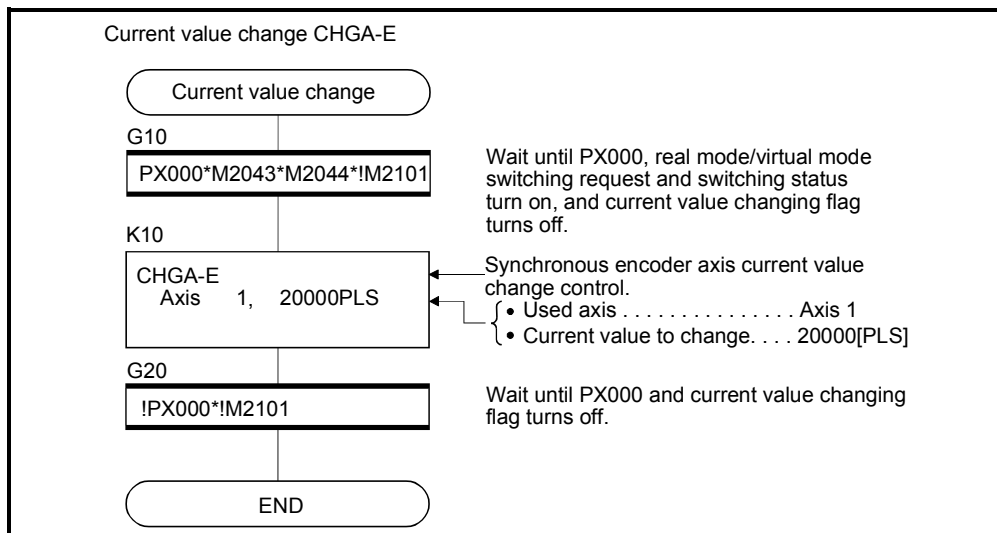 Current value change CHGA-E
Current value change
G10
PX000*M2043*M2044*!M2101
Wait until PX000, real mode/virtual mode
switching request and switching status
turn on, and current value changing flag
turns off.
K10
CHGA-E
Axis 1, 20000PLS
Synchronous encoder axis current value
change control.
• Used axis . . . . . . . . . . . . . . . Axis 1
• Current value to change. . . . 20000[PLS]
G20
!PX000*!M2101
Wait until PX000 and current value changing
flag turns off.
END